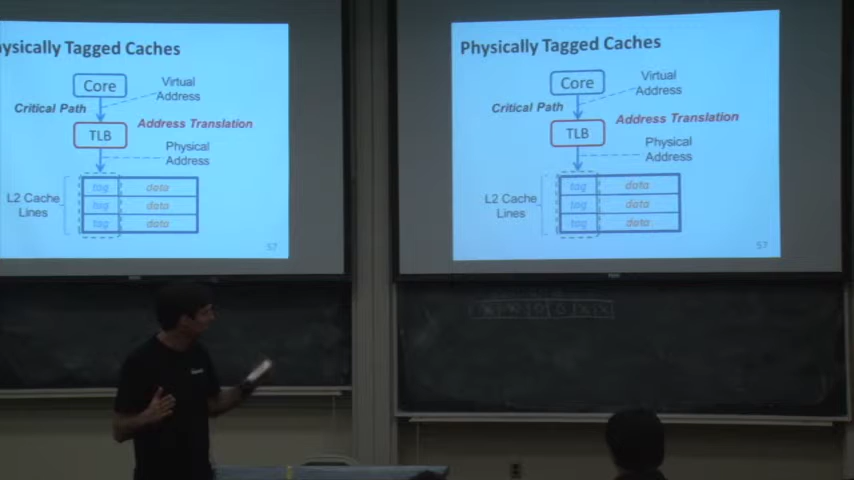 ysically Tagged Caches
Core
Virtual
Address
Critical Path
TLB
Address Translation
Physical
Address
L2 Cache
Lines
tag data
tag data
tag data
57
Physically Tagged Caches
Core
Virtual
Address
Critical Path
TLB
Address Translation
Physical
Address
L2 Cache
Lines
tag data
tag data
tag data
57